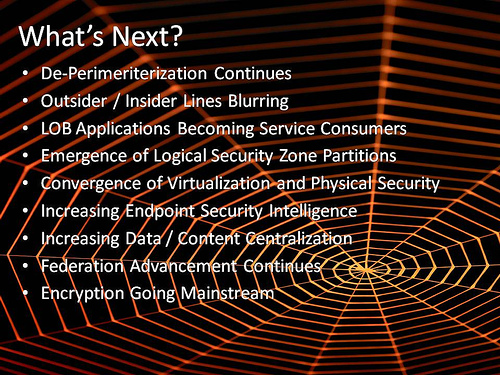 What's Next?
• De-Perimeriterization Continues
• Outsider / Insider Lines Blurring
• LOB Applications Becoming Service Consumers
• Emergence of Logical Security Zone Partitions
• Convergence of Virtualization and Physical Security
• Increasing Endpoint Security Intelligence
• Increasing Data / Content Centralization
• Federation Advancement Continues
• Encryption Going Mainstream